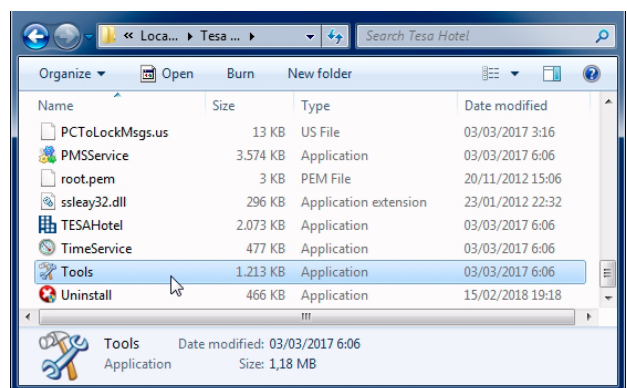 « Loca... ▸ Tesa ... ▸ Search Tesa Hotel
Organize ▾ Open Burn New folder
Name Size Type Date modified
PCToLockMsgs.us 13 KB US File 03/03/2017 3:16
PMSService 3.574 KB Application 03/03/2017 6:06
root.pem 3 KB PEM File 20/11/2012 15:06
ssleay32.dll 296 KB Application extension 23/01/2012 22:32
TESAHotel 2.073 KB Application 03/03/2017 6:06
TimeService 477 KB Application 03/03/2017 6:06
Tools 1.213 KB Application 03/03/2017 6:06
Uninstall 466 KB Application 15/02/2018 19:18
Tools Date modified: 03/03/2017 6:06
Application Size: 1,18 MB